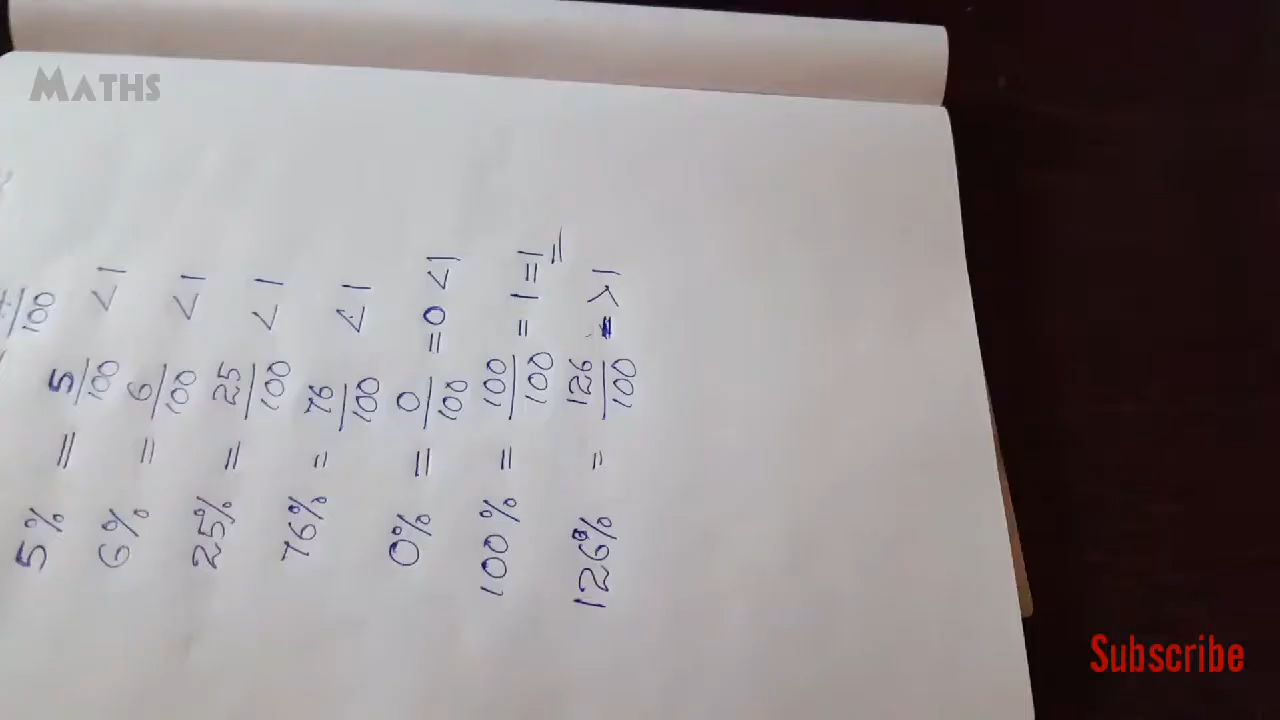 MATHS
100
5% = 5/100 <1
6% = 6/100 <1
25% = 25/100 <1
76% = 76/100 <1
0% = 0/100 =0 <1
100% = 100/100 = 1 =1
126% = 126/100 = >1
Subscribe